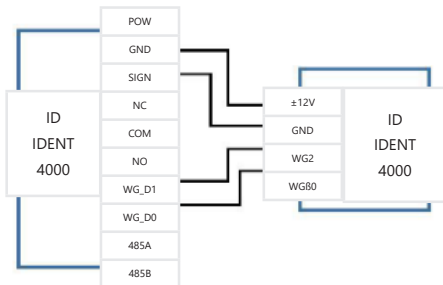 POW
GND
SIGN
NC
COM
NO
WG_D1
WG_D0
485A
485B
ID
IDENT
4000
±12V
GND
WG2
WGß0
ID
IDENT
4000